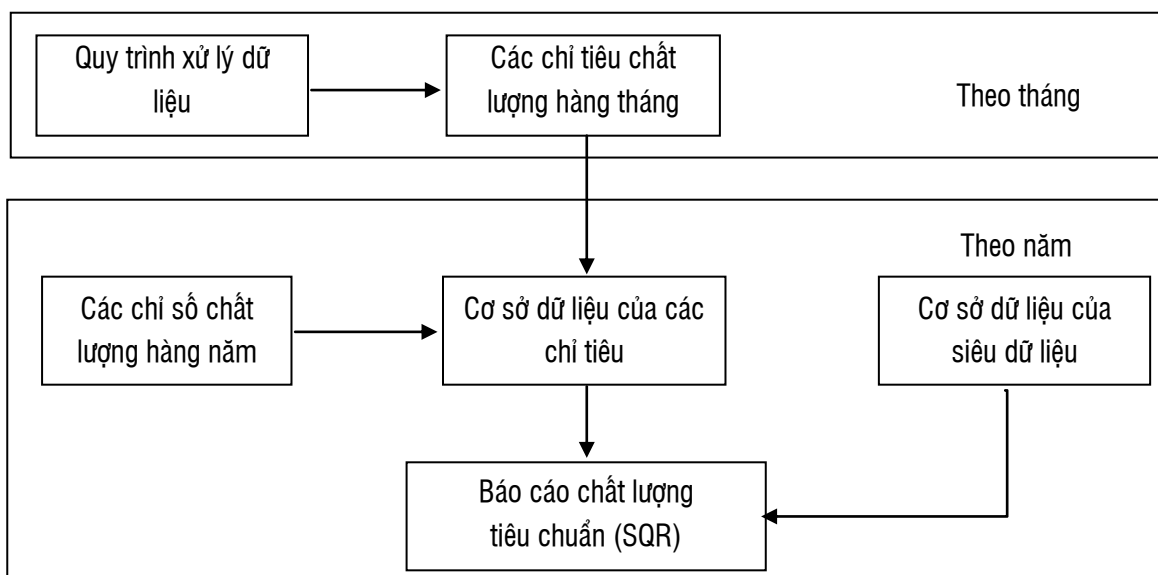 Quy trình xử lý dữ
liệu
Các chỉ tiêu chất
lượng hàng tháng
Theo tháng
Theo năm
Các chỉ số chất
lượng hàng năm
Cơ sở dữ liệu của các
chỉ tiêu
Cơ sở dữ liệu của
siêu dữ liệu
Báo cáo chất lượng
tiêu chuẩn (SQR)